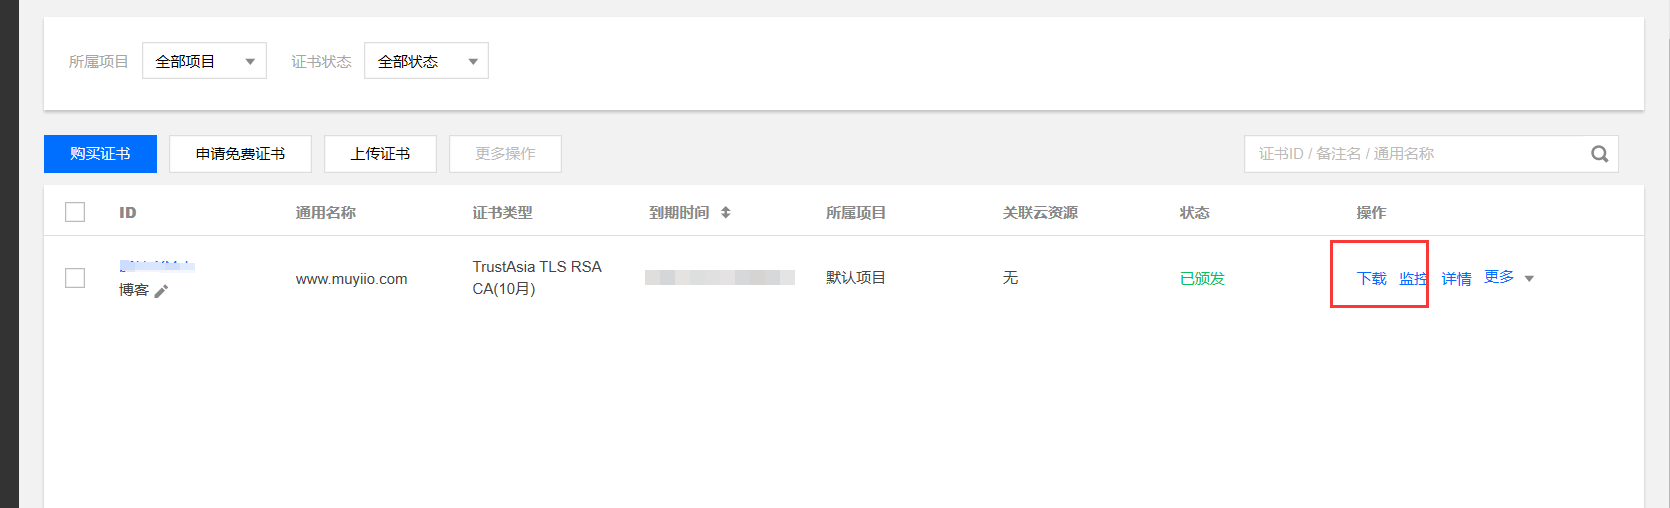 所属项目 全部项目 证书状态 全部状态
购买证书 申请免费证书 上传证书 更多操作 证书ID / 备注名 / 通用名称
ID 通用名称 证书类型 到期时间 所属项目 关联云资源 状态 操作
博客 www.muyiio.com TrustAsia TLS RSA 默认项目 无 已颁发 下载 监控 详情 更多
CA(10月)